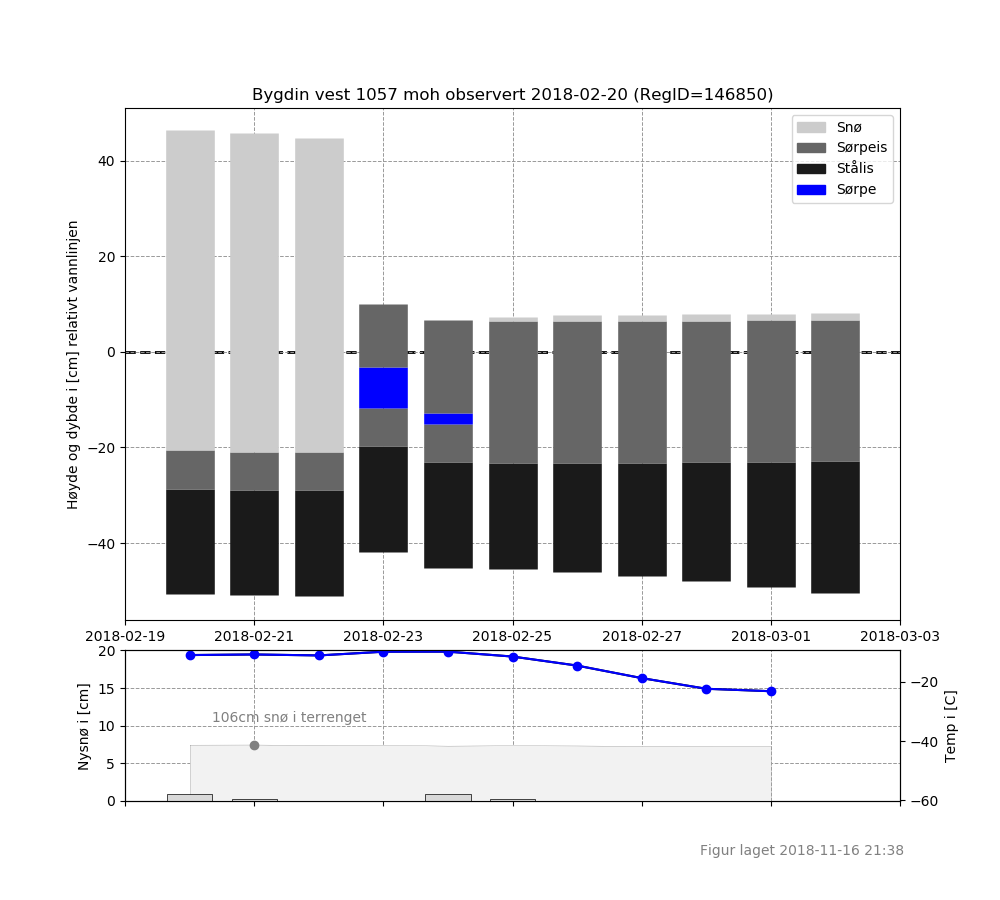 Bygdin vest 1057 moh observert 2018-02-20 (RegID=146850)
Høyde og dybde i [cm] relativt vannlinjen
40
20
0
−20
−40
Snø
Sørpeis
Stålis
Sørpe
2018-02-19 2018-02-21 2018-02-23 2018-02-25 2018-02-27 2018-03-01 2018-03-03
Nysnø i [cm]
20
15
10
5
0
106cm snø i terrenget
−20
−40
−60
Temp i [C]
Figur laget 2018-11-16 21:38